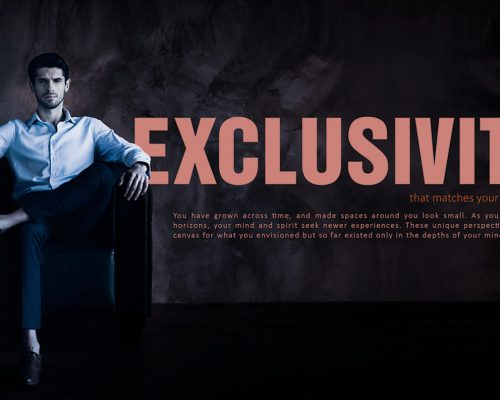 EXCLUSIVIT
that matches your
You have grown across time, and made spaces around you look small. As you
horizons, your mind and spirit seek newer experiences. These unique perspecti
canvas for what you envisioned but so far existed only in the depths of your mind